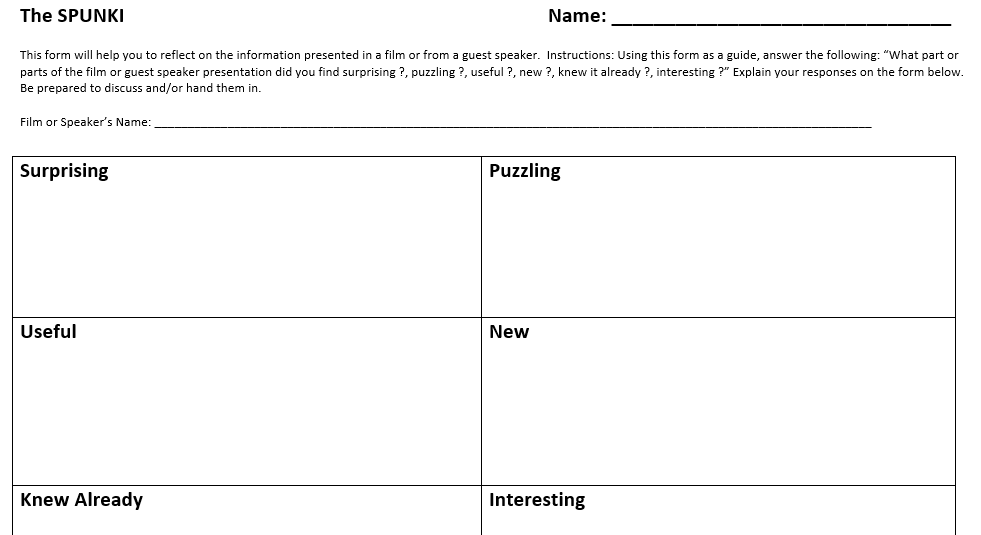 The SPUNKI
Name: ________________________________
This form will help you to reflect on the information presented in a film or from a guest speaker.  Instructions: Using this form as a guide, answer the following: “What part or
parts of the film or guest speaker presentation did you find surprising ?, puzzling ?, useful ?, new ?, knew it already ?, interesting ?” Explain your responses on the form below.
Be prepared to discuss and/or hand them in.
Film or Speaker’s Name: ____________________________________________________________________________________________________________
Surprising
Puzzling
Useful
New
Knew Already
Interesting